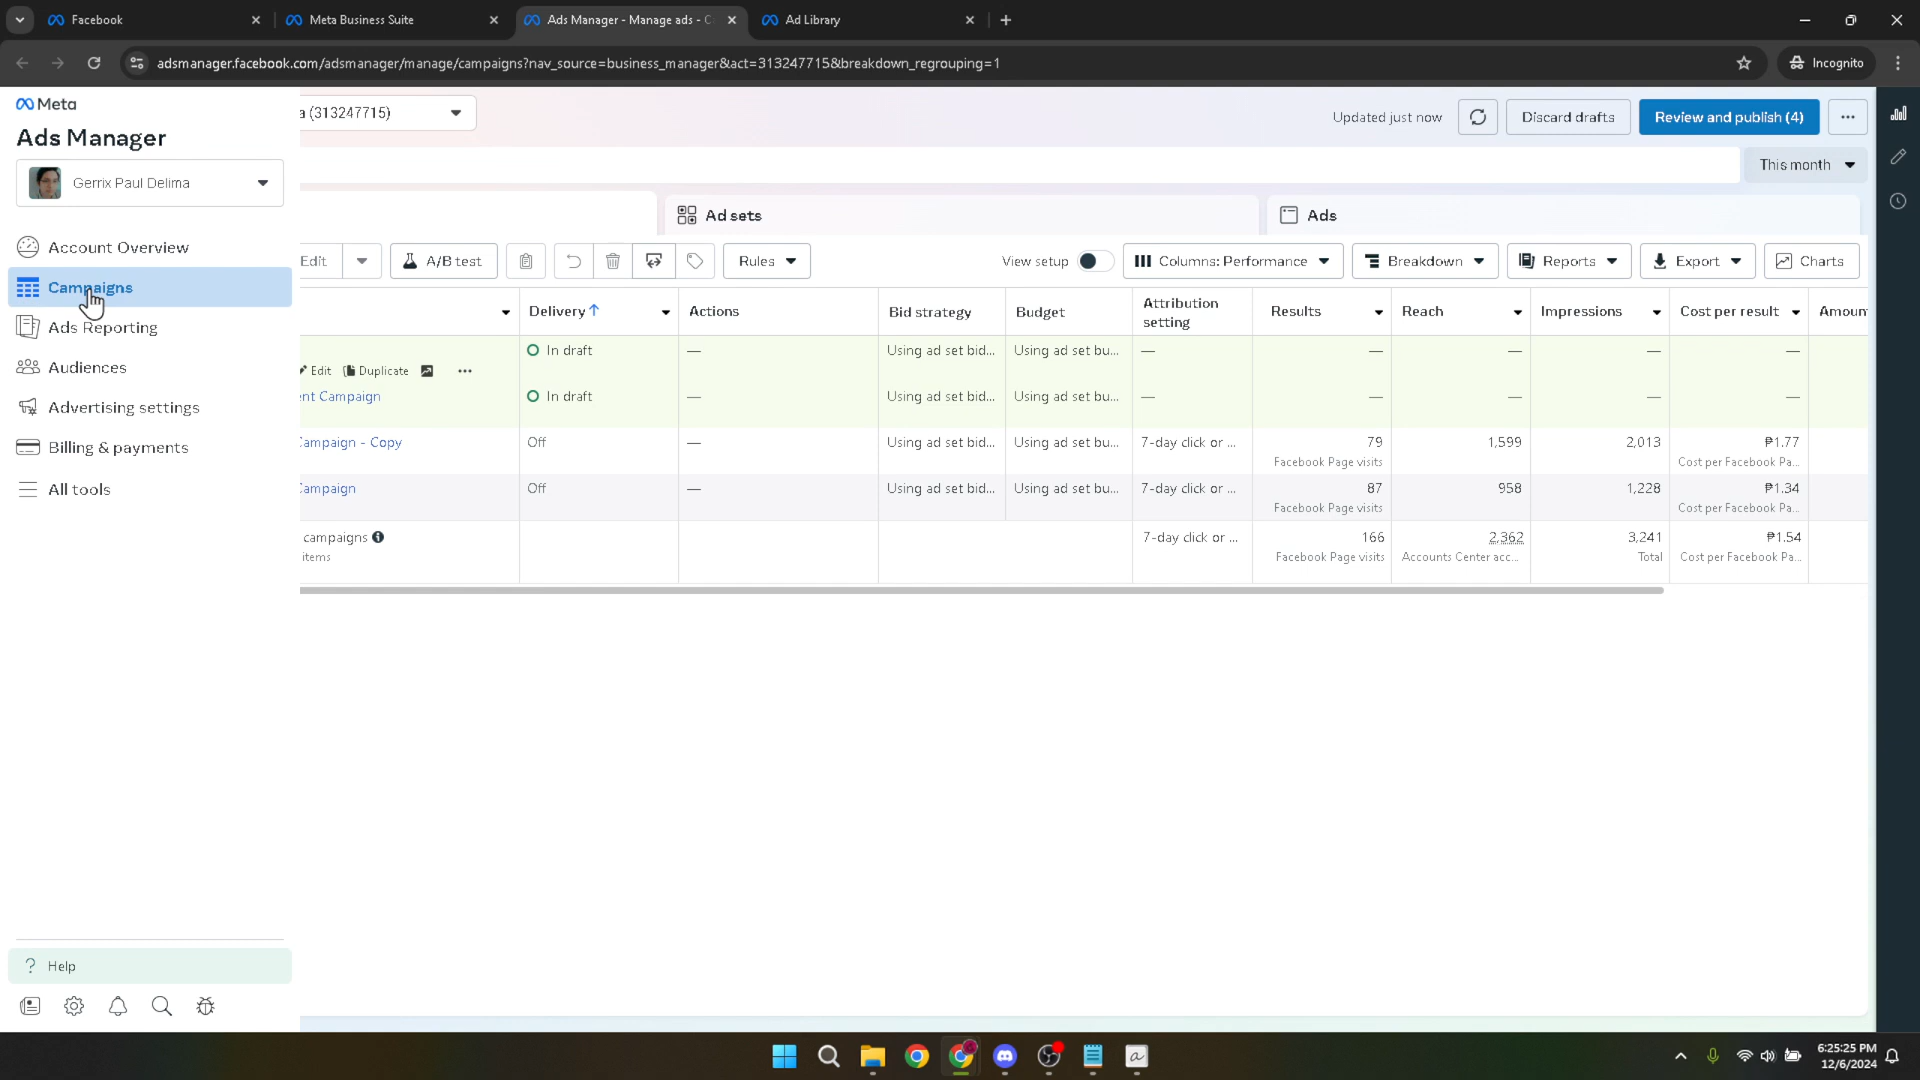 Facebook
Meta Business Suite
Ads Manager - Manage ads - C
Ad Library
adsmanager.facebook.com/adsmanager/manage/campaigns?nav_source=business_manager&act=313247715&breakdown_regrouping=1
Incognito
Meta
Ads Manager
Gerrix Paul Delima
Account Overview
Campaigns
Ads Reporting
Audiences
Advertising settings
Billing & payments
All tools
Help
a (313247715)
Updated just now
Discard drafts
Review and publish (4)
This month
Ad sets
Ads
Edit
A/B test
Rules
View setup
Columns: Performance
Breakdown
Reports
Export
Charts
Delivery ↑
Actions
Bid strategy
Budget
Attribution
setting
Results
Reach
Impressions
Cost per result
Amoun
In draft
—
Using ad set bid...
Using ad set bu...
—
—
—
—
—
Edit
Duplicate
ent Campaign
In draft
—
Using ad set bid...
Using ad set bu...
—
—
—
—
—
Campaign - Copy
Off
—
Using ad set bid...
Using ad set bu...
7-day click or ...
79
1,599
2,013
₱1.77
Facebook Page visits
Cost per Facebook Pa...
Campaign
Off
—
Using ad set bid...
Using ad set bu...
7-day click or ...
87
958
1,228
₱1.34
Facebook Page visits
Cost per Facebook Pa...
campaigns
items
7-day click or ...
166
2,362
3,241
₱1.54
Facebook Page visits
Accounts Center acc...
Total
Cost per Facebook Pa...
6:25:25 PM
12/6/2024